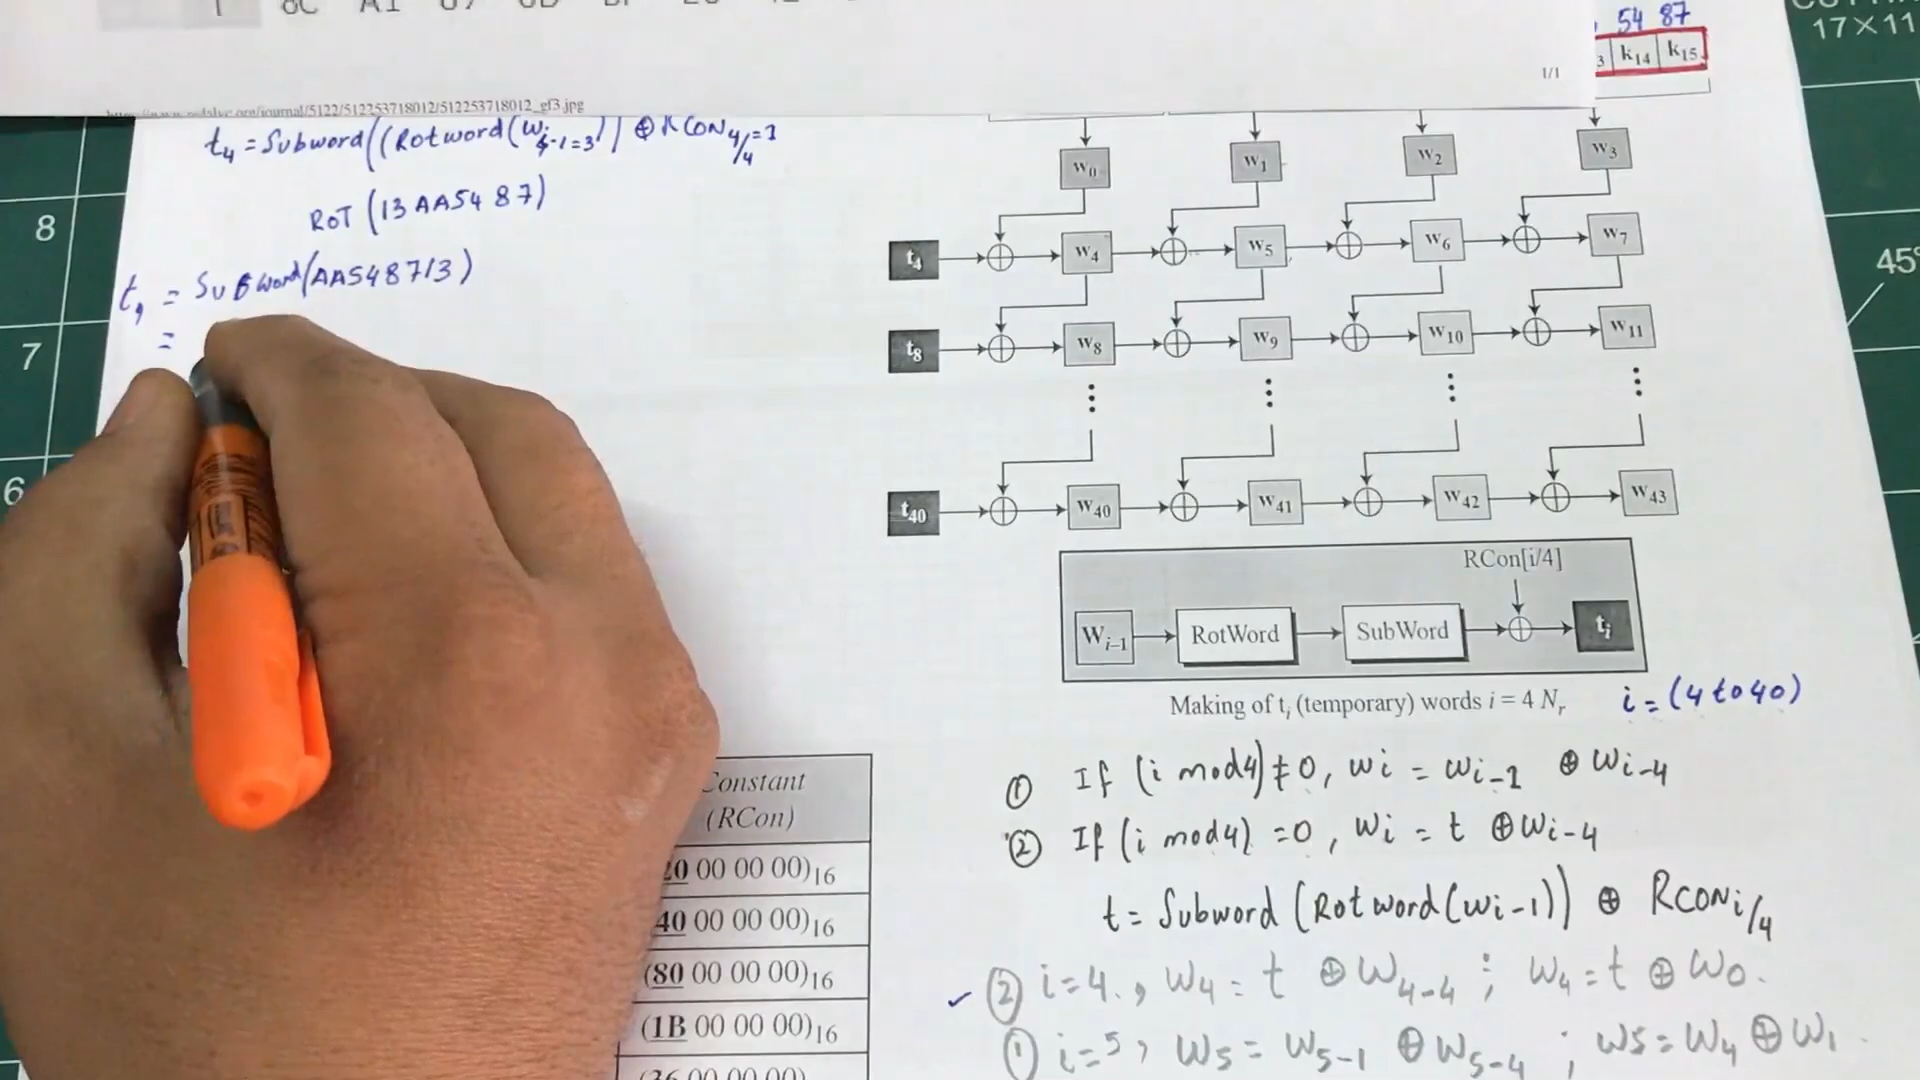 54 87
17×11
3 k14 k15
1/1
t4 = Subword((Rotword(Wi-1=3)) ⊕ RCON4/4=1
ROT (13 AA54 87)
t, = SUBword(AA548713)
=
8
7
6
45°
w0 w1 w2 w3
t4 w4 w5 w6 w7
t8 w8 w9 w10 w11
t40 w40 w41 w42 w43
RCon[i/4]
Wi–1 RotWord SubWord ti
Making of ti (temporary) words i = 4 Nr
i = (4 to 40)
Constant
(RCon)
20 00 00 00)16
40 00 00 00)16
(80 00 00 00)16
(1B 00 00 00)16
(36 00 00 00)
① If (i mod4) ≠ 0, wi = wi-1 ⊕ wi-4
② If (i mod4) = 0, wi = t ⊕ wi-4
t = Subword (Rotword(wi-1)) ⊕ RCONi/4
② i=4, W4 = t ⊕ W4-4 ; W4 = t ⊕ W0.
① i=5, W5 = W5-1 ⊕ W5-4 ; W5 = W4 ⊕ W1